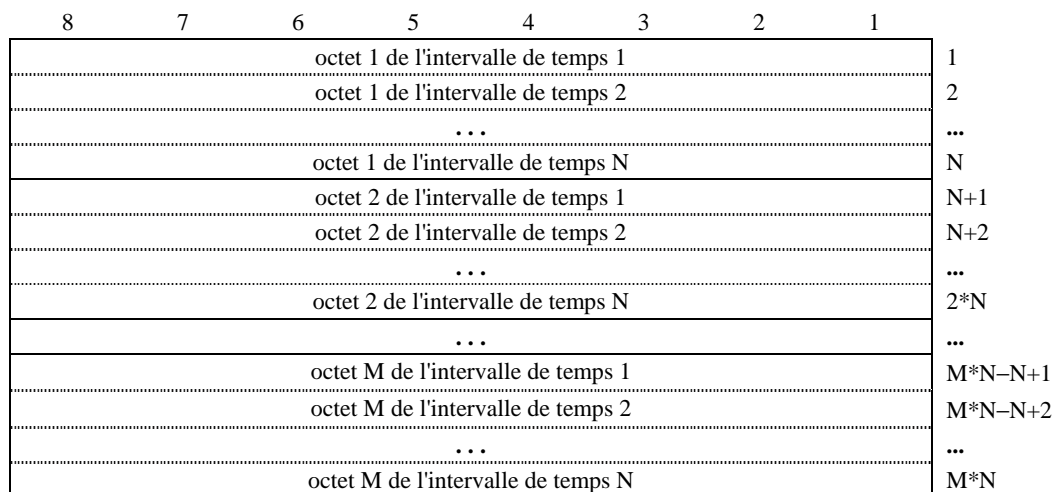 8 7 6 5 4 3 2 1
octet 1 de l'intervalle de temps 1 1
octet 1 de l'intervalle de temps 2 2
. . . ...
octet 1 de l'intervalle de temps N N
octet 2 de l'intervalle de temps 1 N+1
octet 2 de l'intervalle de temps 2 N+2
. . . ...
octet 2 de l'intervalle de temps N 2*N
. . . ...
octet M de l'intervalle de temps 1 M*N–N+1
octet M de l'intervalle de temps 2 M*N–N+2
. . . ...
octet M de l'intervalle de temps N M*N